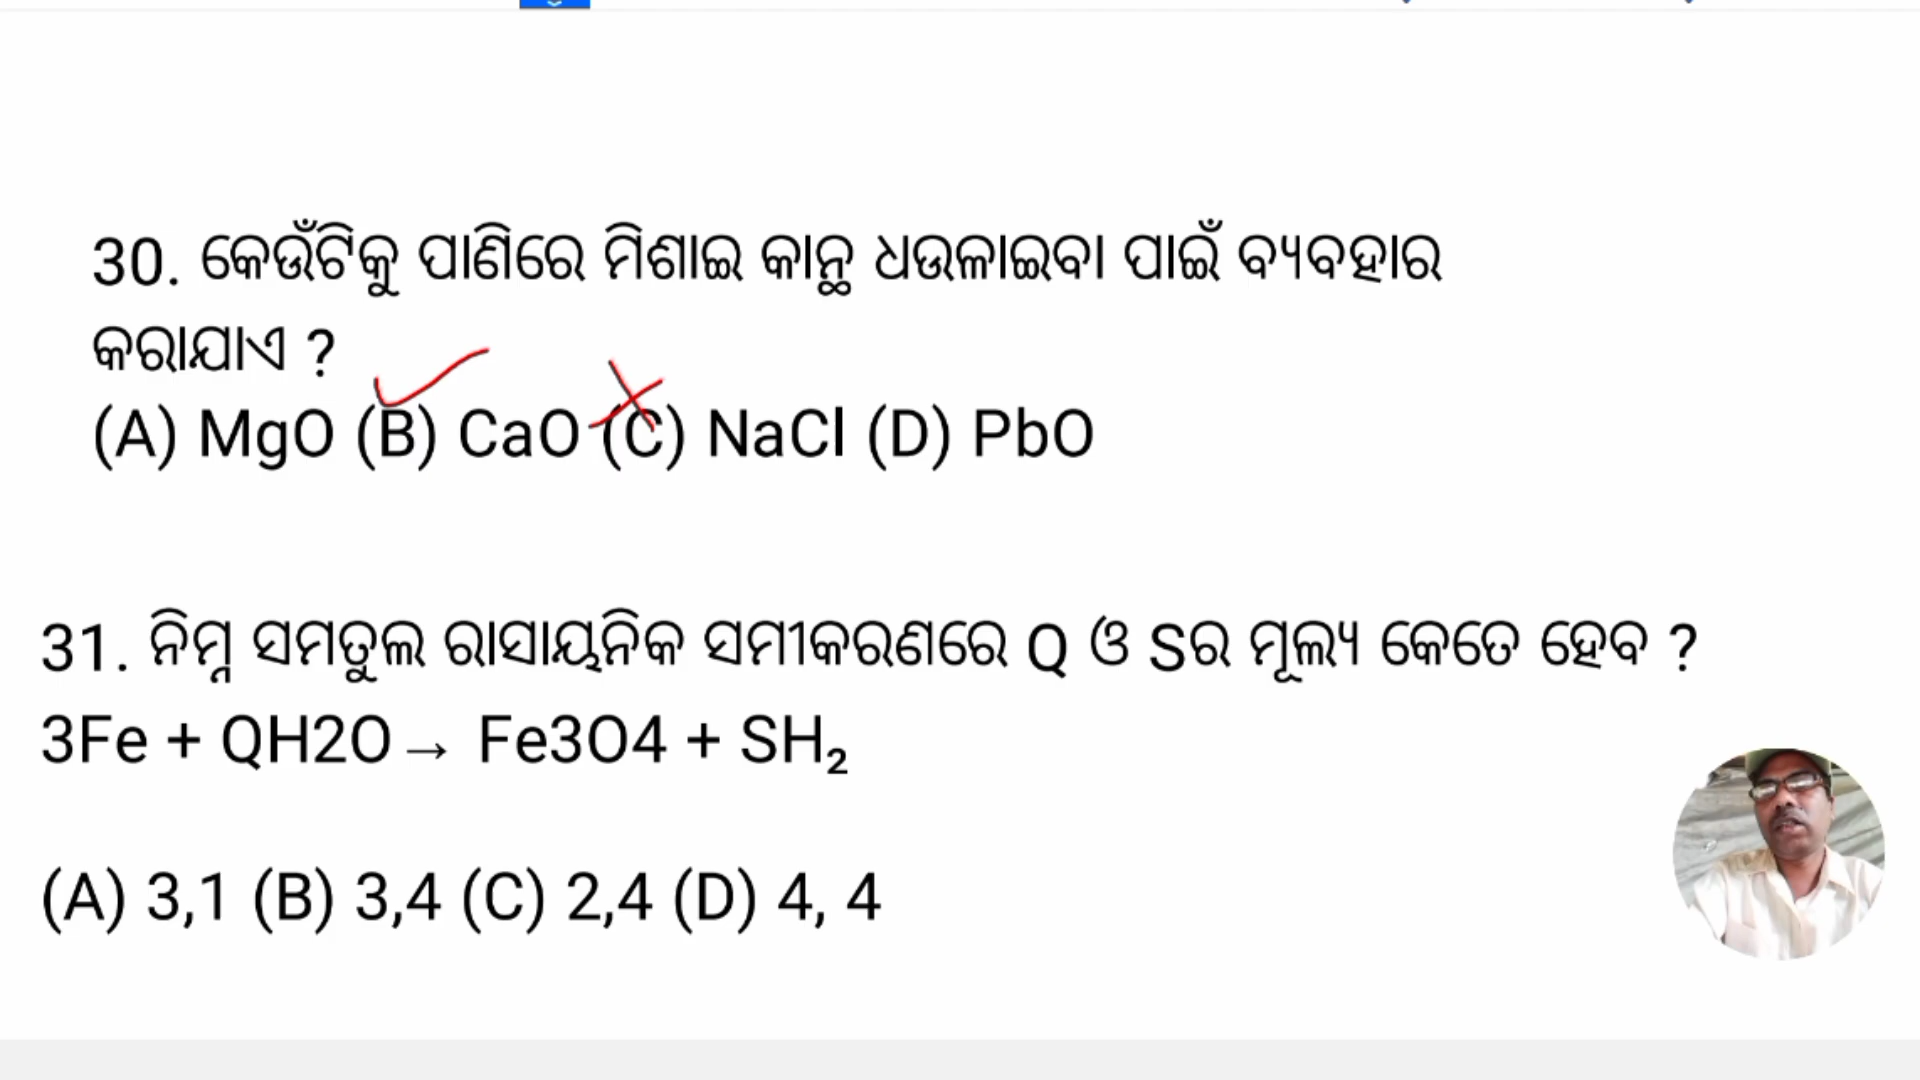 30. କେଉଁଟିକୁ ପାଣିରେ ମିଶାଇ କାନ୍ଥ ଧଉଳାଇବା ପାଇଁ ବ୍ୟବହାର
କରାଯାଏ ?
(A) MgO (B) CaO (C) NaCl (D) PbO
31. ନିମ୍ନ ସମତୁଲ ରାସାୟନିକ ସମୀକରଣରେ Q ଓ Sର ମୂଲ୍ୟ କେତେ ହେବ ?
3Fe + QH2O → Fe3O4 + SH₂
(A) 3,1 (B) 3,4 (C) 2,4 (D) 4, 4